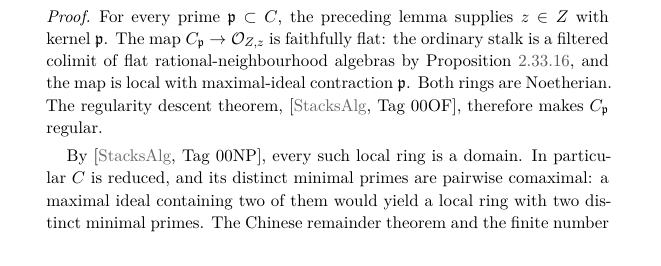 Proof. For every prime 𝔭 ⊂ C, the preceding lemma supplies z ∈ Z with
kernel 𝔭. The map C_𝔭 → 𝒪_{Z,z} is faithfully flat: the ordinary stalk is a filtered
colimit of flat rational-neighbourhood algebras by Proposition 2.33.16, and
the map is local with maximal-ideal contraction 𝔭. Both rings are Noetherian.
The regularity descent theorem, [StacksAlg, Tag 00OF], therefore makes C_𝔭
regular.
By [StacksAlg, Tag 00NP], every such local ring is a domain. In particu-
lar C is reduced, and its distinct minimal primes are pairwise comaximal: a
maximal ideal containing two of them would yield a local ring with two dis-
tinct minimal primes. The Chinese remainder theorem and the finite number